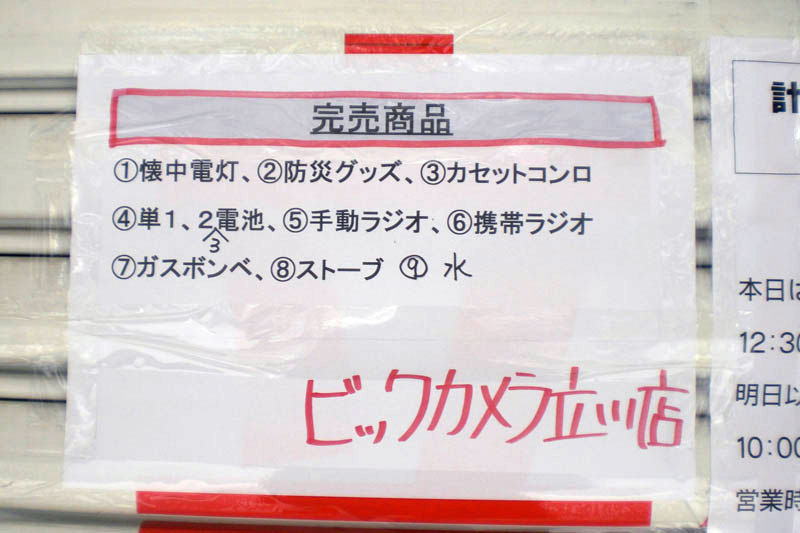 完売商品
①懐中電灯、②防災グッズ、③カセットコンロ
④単1、2電池、⑤手動ラジオ、⑥携帯ラジオ
3
⑦ガスボンベ、⑧ストーブ ⑨ 水
ビックカメラ立川店
計
本日は
12:30
明日以
10:00
営業時